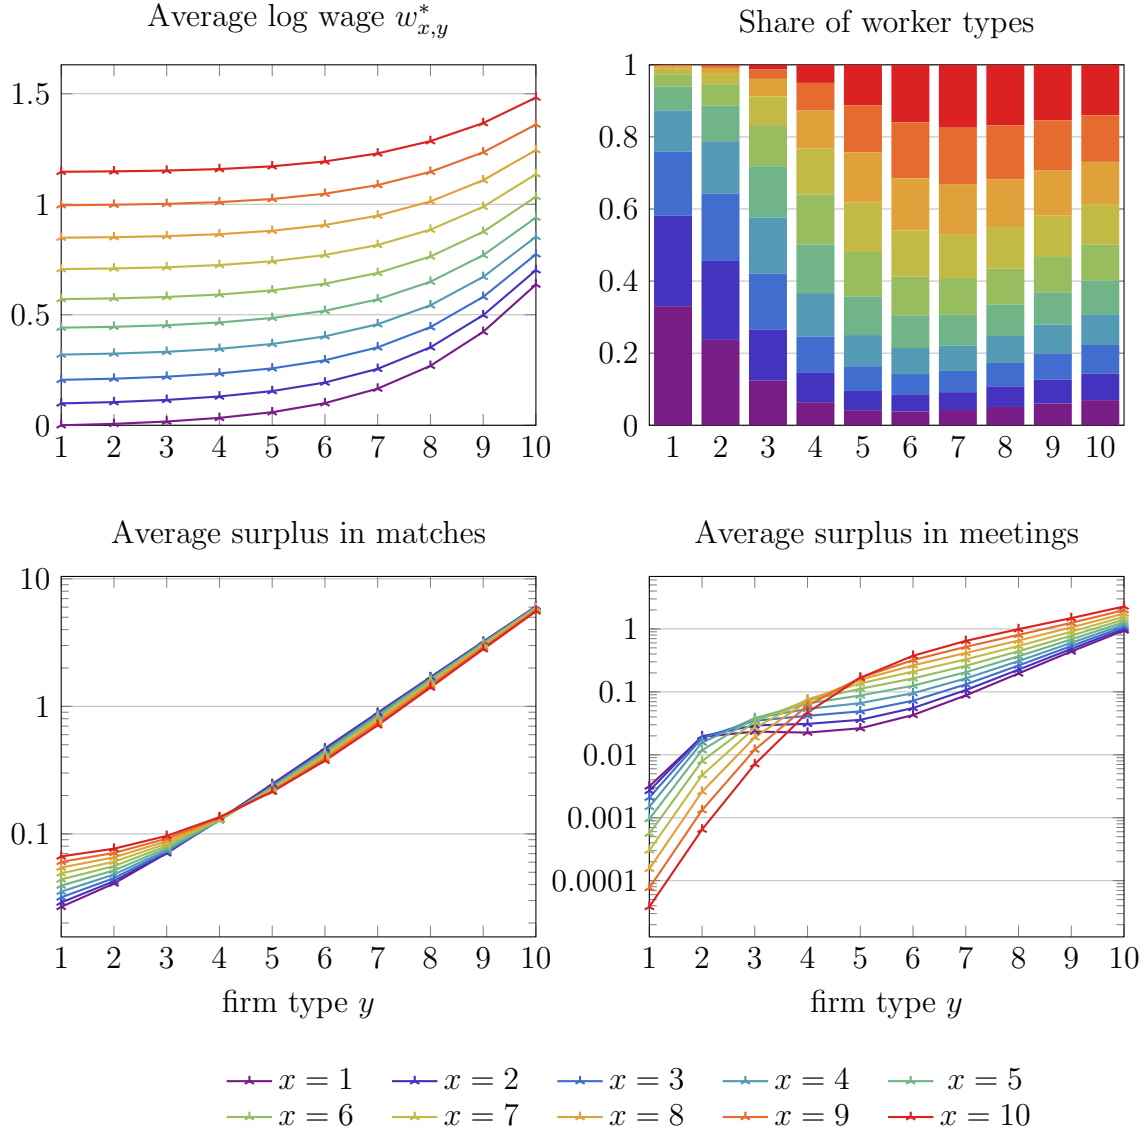 Average log wage w*x,y
Share of worker types
1.5
1
0.5
0
1 2 3 4 5 6 7 8 9 10
1
0.8
0.6
0.4
0.2
0
1 2 3 4 5 6 7 8 9 10
Average surplus in matches
Average surplus in meetings
10
1
0.1
1 2 3 4 5 6 7 8 9 10
firm type y
1
0.1
0.01
0.001
0.0001
1 2 3 4 5 6 7 8 9 10
firm type y
x = 1 x = 2 x = 3 x = 4 x = 5
x = 6 x = 7 x = 8 x = 9 x = 10